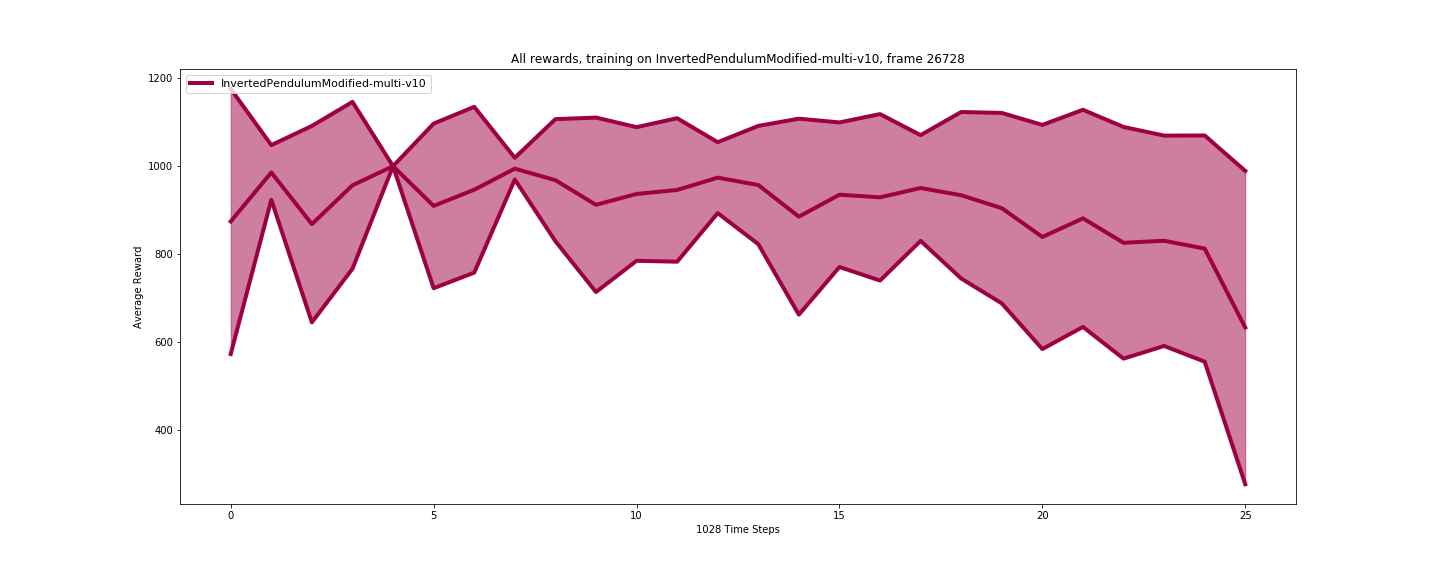 All rewards, training on InvertedPendulumModified-multi-v10, frame 26728
InvertedPendulumModified-multi-v10
1200
1000
800
600
400
Average Reward
0 5 10 15 20 25
1028 Time Steps